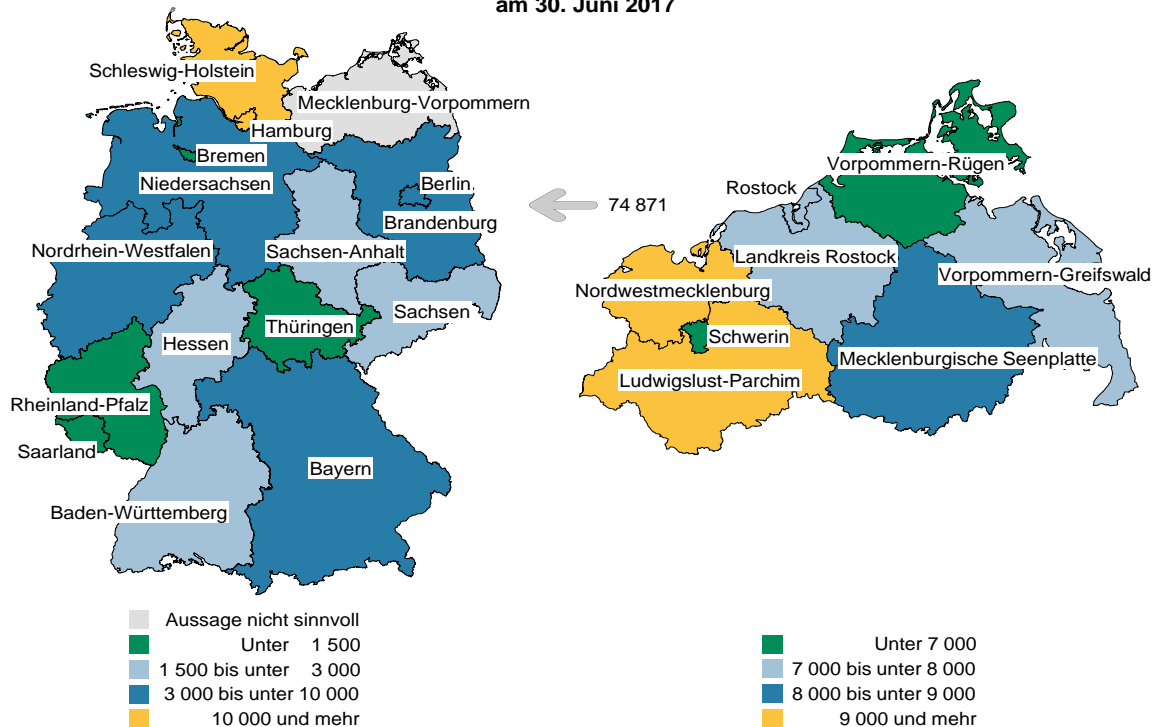 am 30. Juni 2017
Schleswig-Holstein
Mecklenburg-Vorpommern
Hamburg
Bremen
Niedersachsen
Berlin
Brandenburg
Nordrhein-Westfalen
Sachsen-Anhalt
Sachsen
Thüringen
Hessen
Rheinland-Pfalz
Saarland
Bayern
Baden-Württemberg
74 871
Vorpommern-Rügen
Rostock
Landkreis Rostock
Vorpommern-Greifswald
Nordwestmecklenburg
Schwerin
Mecklenburgische Seenplatte
Ludwigslust-Parchim
Aussage nicht sinnvoll
Unter 1 500
1 500 bis unter 3 000
3 000 bis unter 10 000
10 000 und mehr
Unter 7 000
7 000 bis unter 8 000
8 000 bis unter 9 000
9 000 und mehr